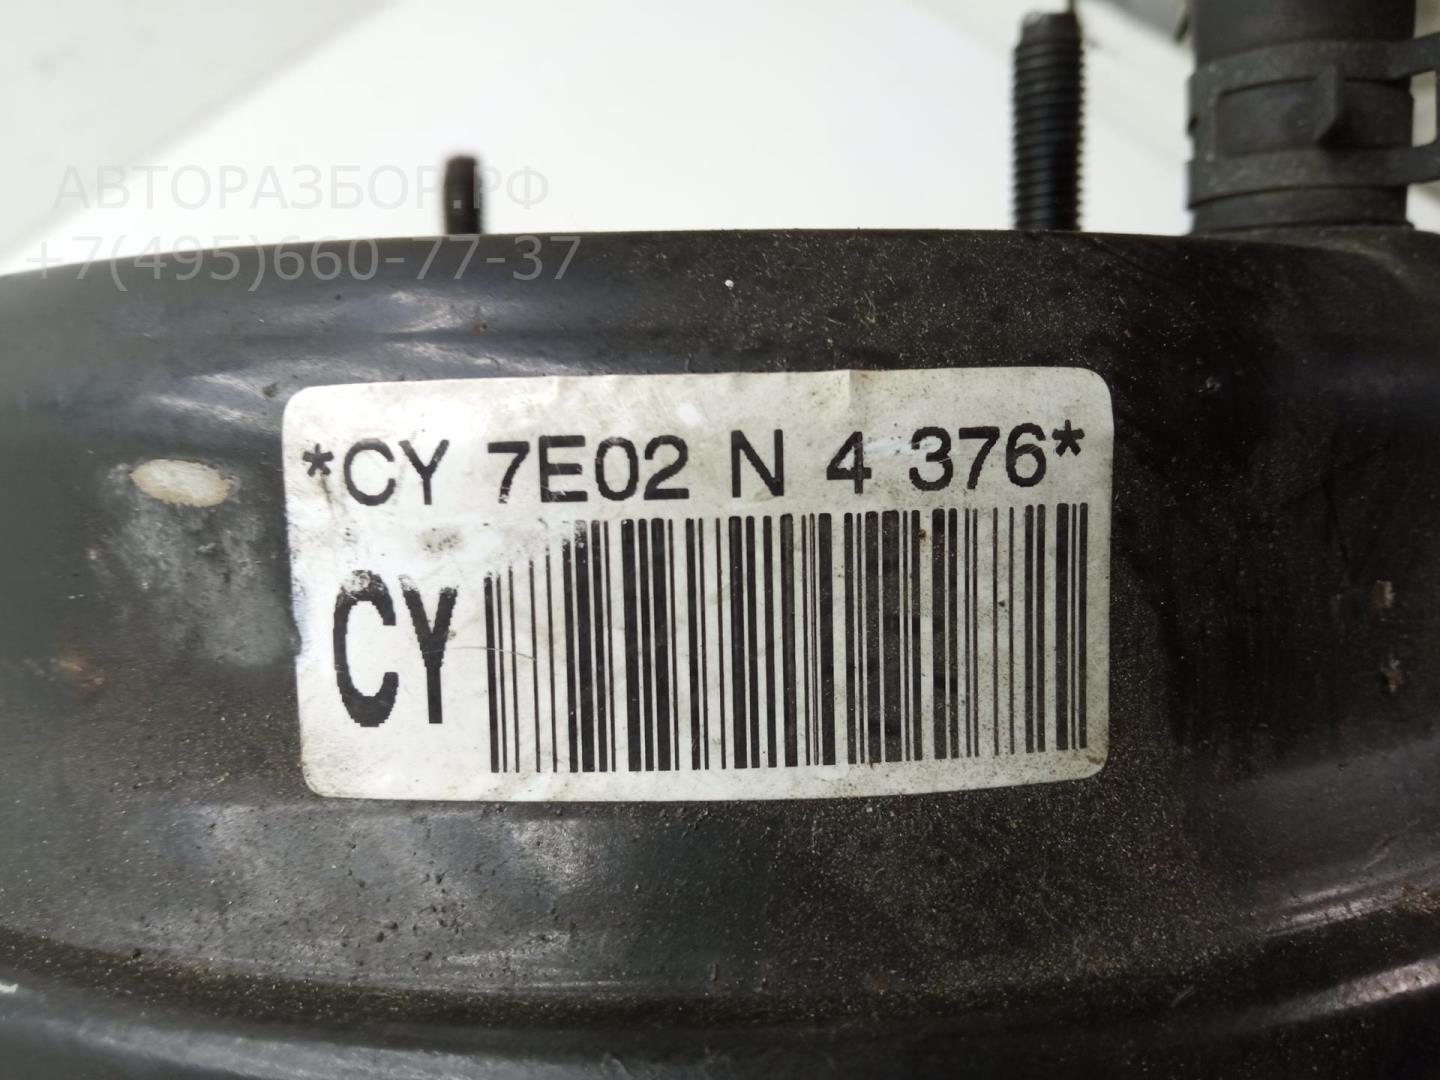 АВТОРАЗБОР.РФ
+7(495)660-77-37
*CY 7E02 N 4 376*
CY